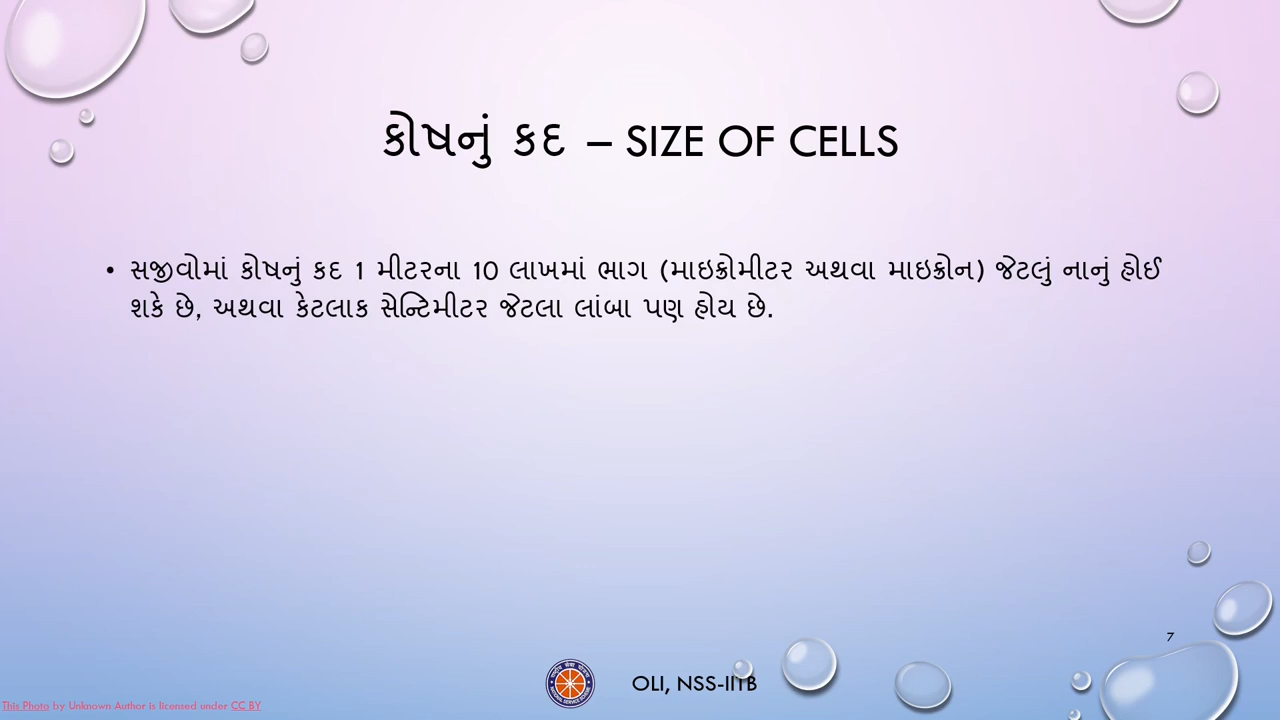 કોષનું કદ – SIZE OF CELLS
• સજીવોમાં કોષનું કદ 1 મીટરના 10 લાખમાં ભાગ (માઇક્રોમીટર અથવા માઇક્રોન) જેટલું નાનું હોઈ
શકે છે, અથવા કેટલાક સેન્ટિમીટર જેટલા લાંબા પણ હોય છે.
7
OLI, NSS-IITB
This Photo by Unknown Author is licensed under CC BY